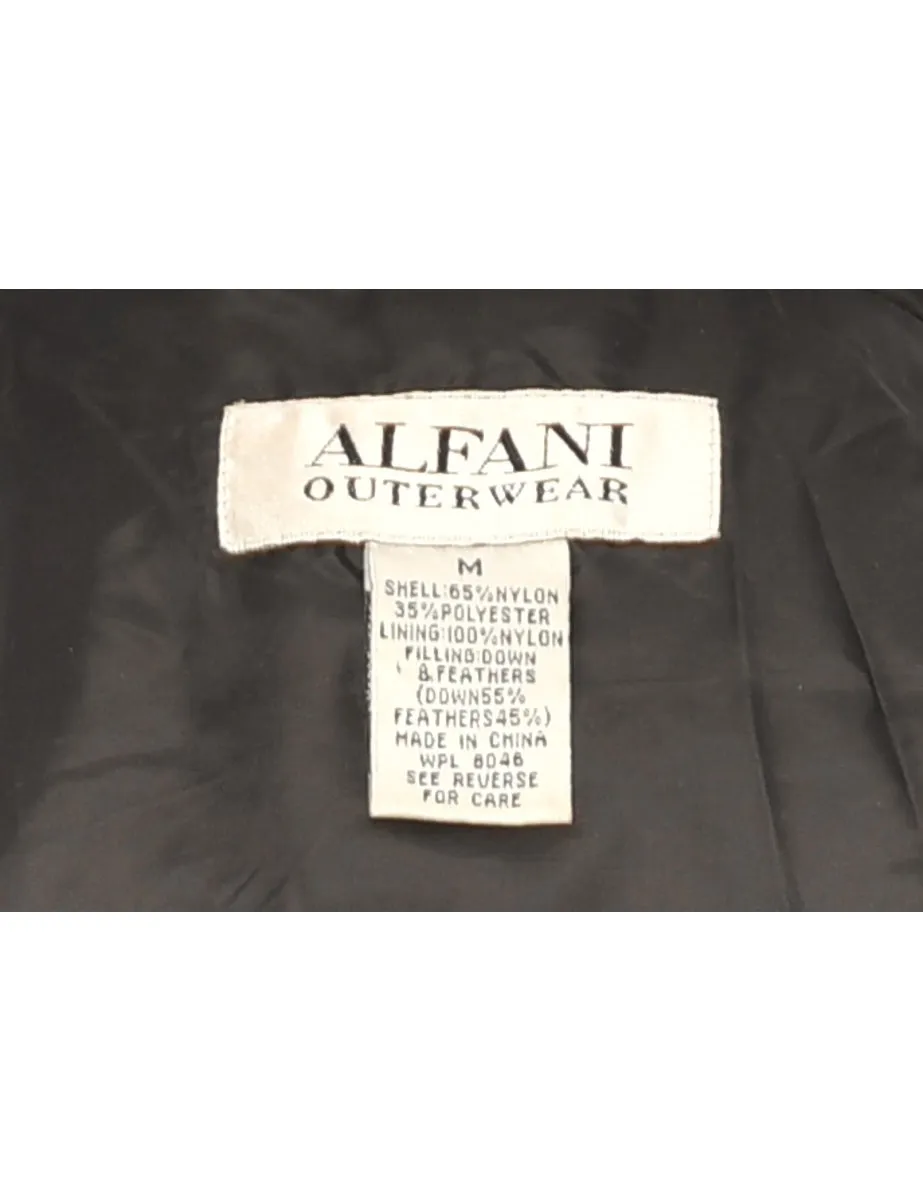 ALFANI
OUTERWEAR
M
SHELL:65%NYLON
35%POLYESTER
LINING:100%NYLON
FILLING:DOWN
&FEATHERS
(DOWN55%
FEATHERS45%)
MADE IN CHINA
WPL 8046
SEE REVERSE
FOR CARE